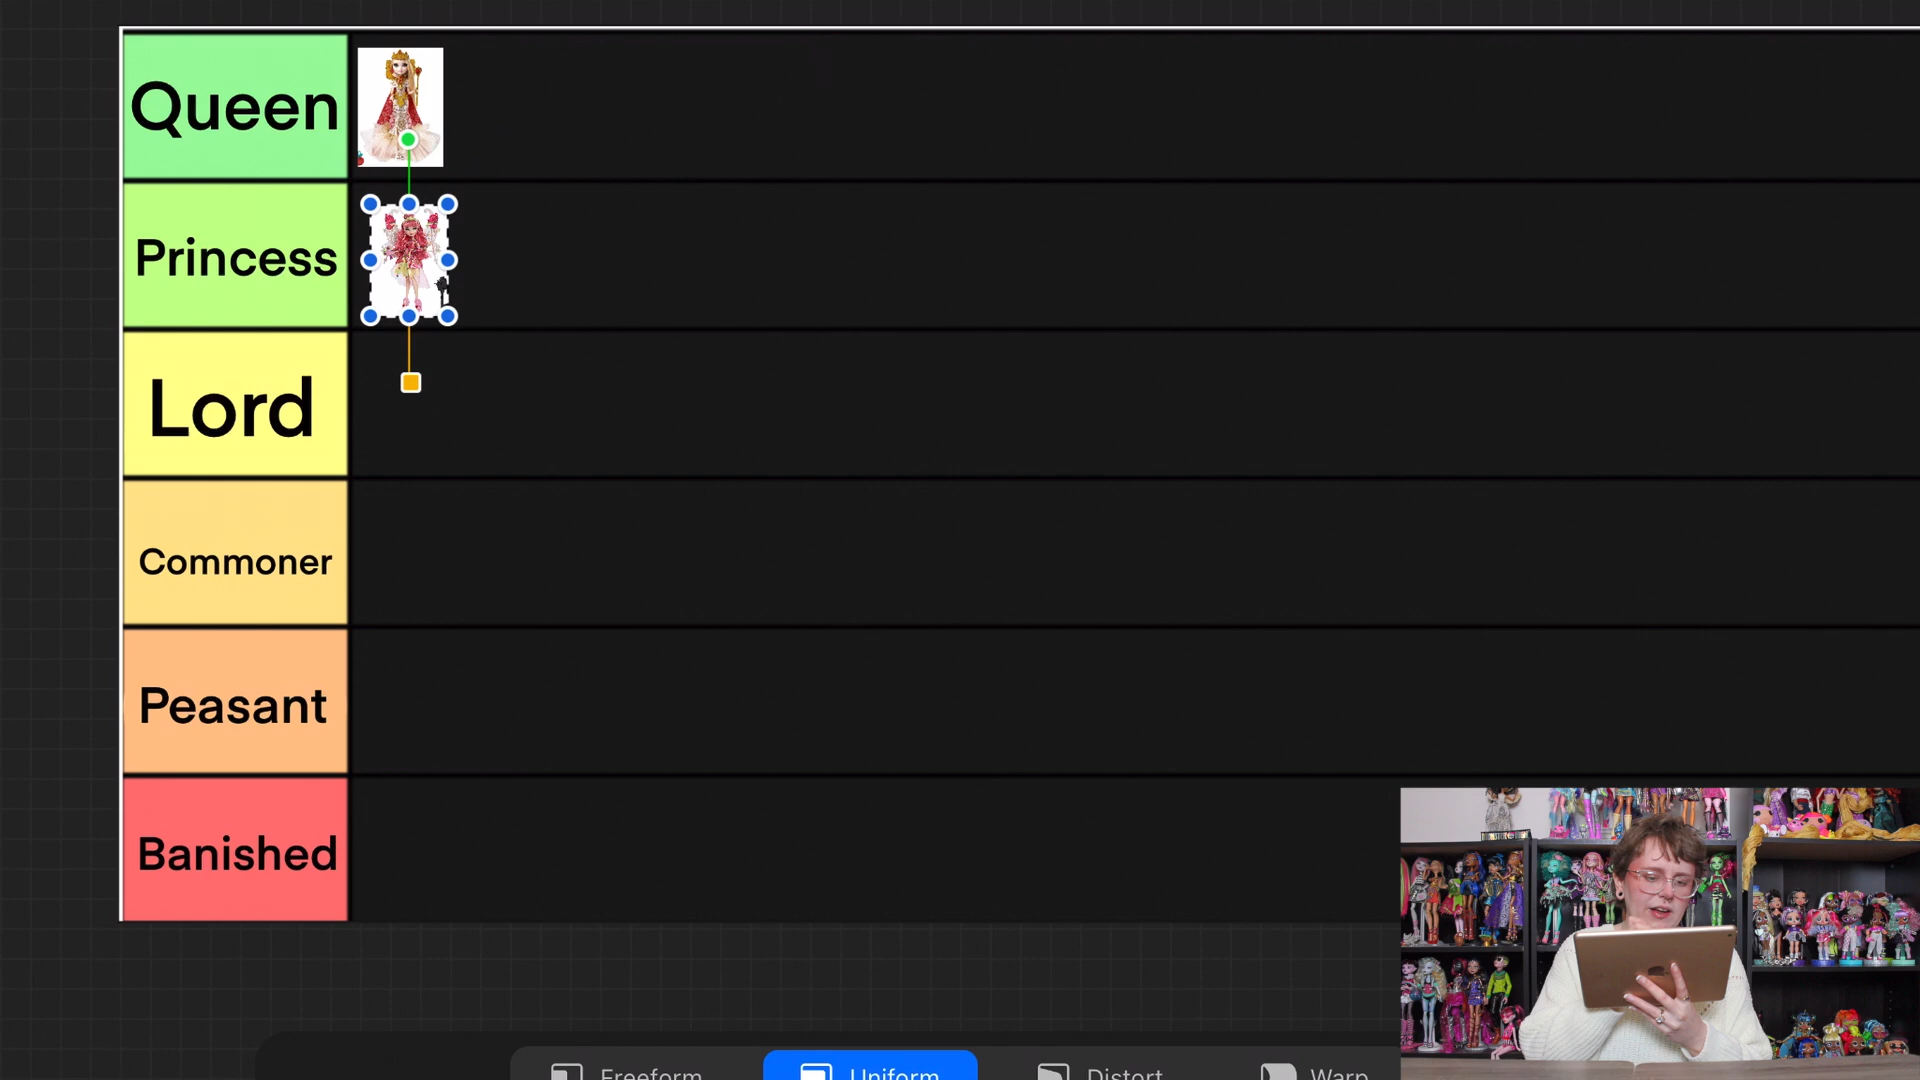 Queen
Princess
Lord
Commoner
Peasant
Banished
Freeform
Uniform
Distort
Warp